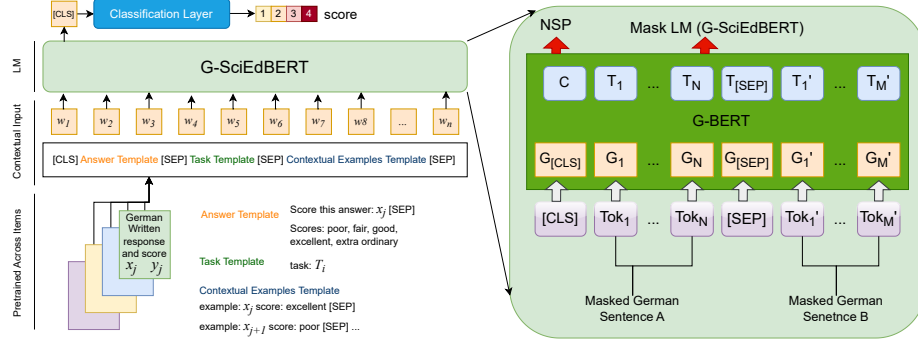 [CLS]
Classification Layer
1 2 3 4 score
LM
G-SciEdBERT
Contextual Input
w1 w2 w3 w4 w5 w6 w7 w8 ... wn
[CLS] Answer Template [SEP] Task Template [SEP] Contextual Examples Template [SEP]
Pretrained Across Items
German
Written
response
and score
xj yj
Answer Template
Score this answer: xj [SEP]
Scores: poor, fair, good,
excellent, extra ordinary
Task Template
task: Ti
Contextual Examples Template
example: xj score: excellent [SEP]
example: xj+1 score: poor [SEP] ...
NSP
Mask LM (G-SciEdBERT)
C T1 ... TN T[SEP] T1' ... TM'
G-BERT
G[CLS] G1 ... GN G[SEP] G1' ... GM'
[CLS] Tok1 ... TokN [SEP] Tok1' ... TokM'
Masked German
Sentence A
Masked German
Senetnce B